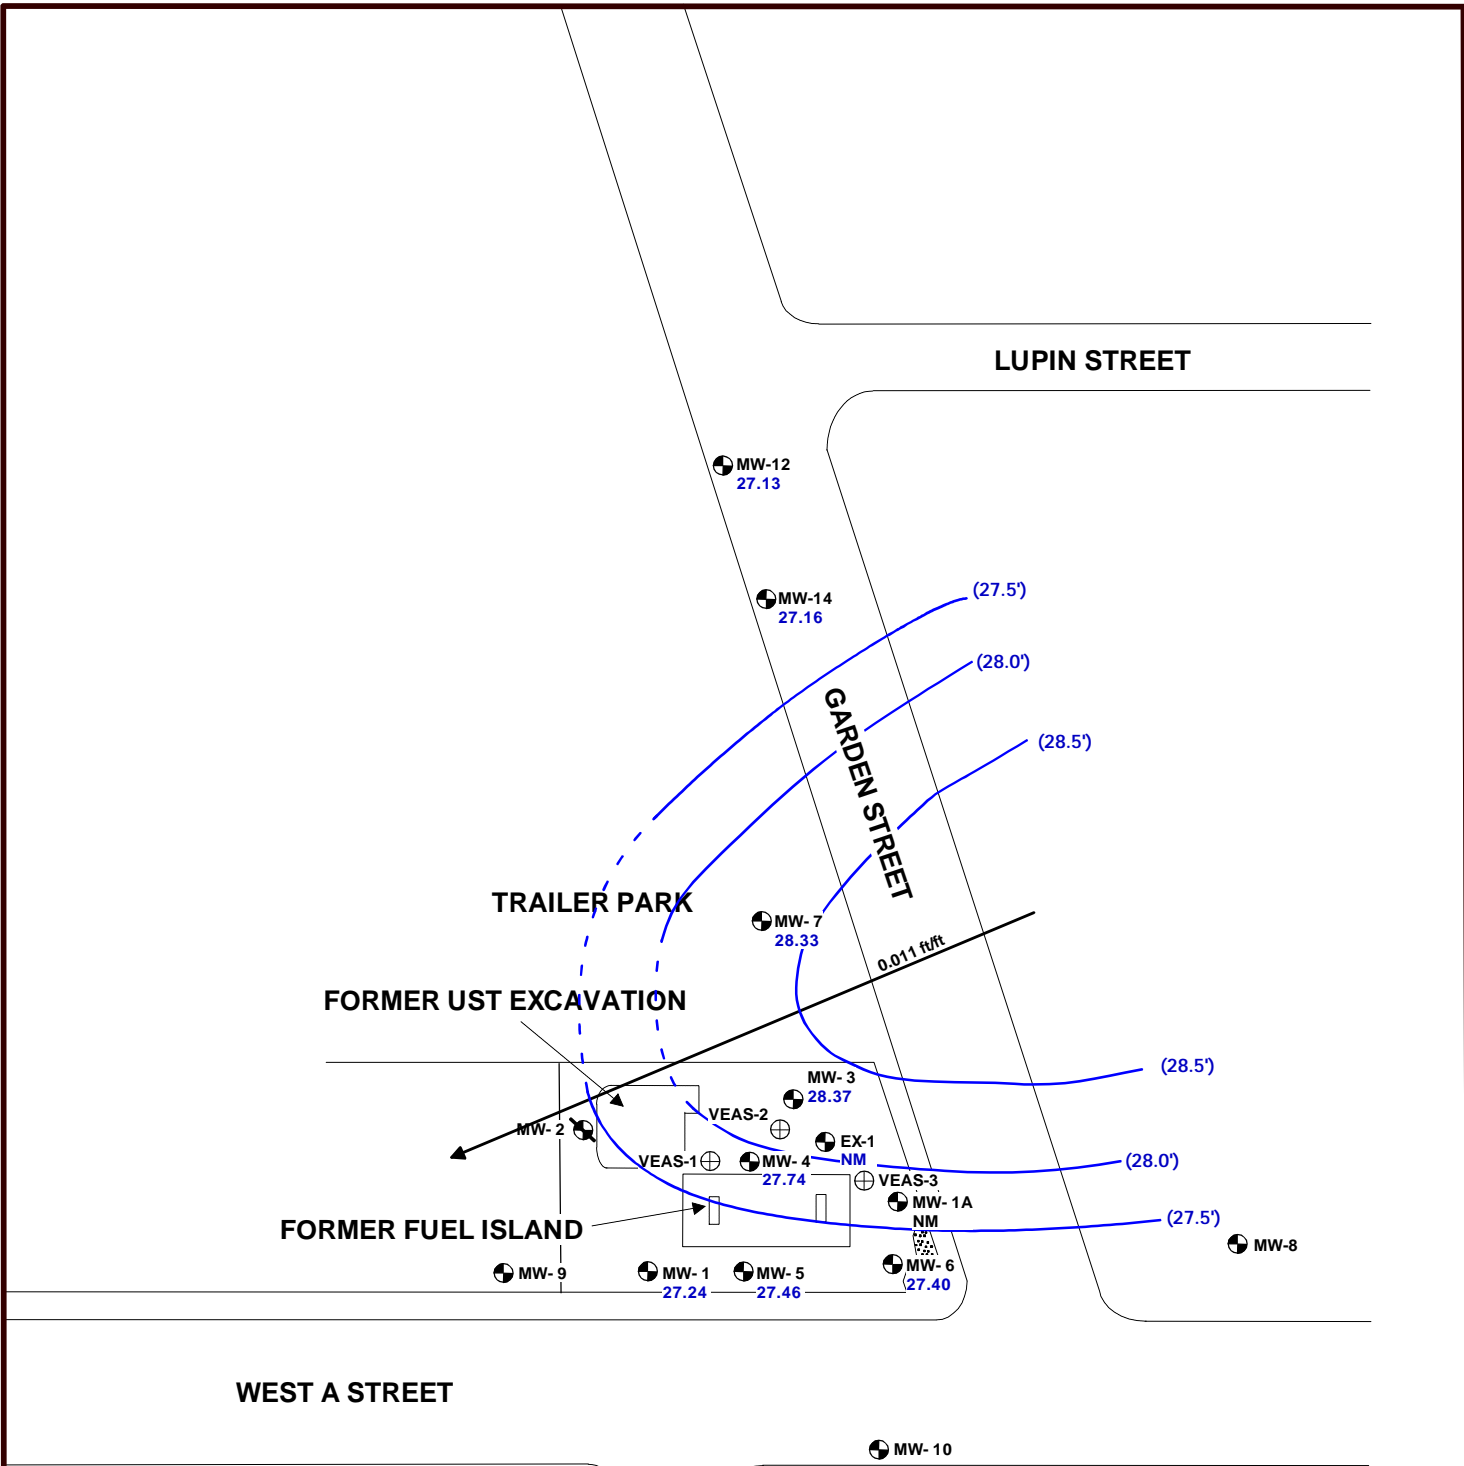 LUPIN STREET
MW-12
27.13
MW-14
27.16
(27.5')
(28.0')
(28.5')
GARDEN STREET
TRAILER PARK
MW- 7
28.33
0.011 ft/ft
FORMER UST EXCAVATION
(28.5')
MW- 3
28.37
VEAS-2
MW- 2
EX-1
NM
VEAS-1
MW- 4
27.74
(28.0')
VEAS-3
MW- 1A
NM
(27.5')
FORMER FUEL ISLAND
MW-8
MW- 9
MW- 1
27.24
MW- 5
27.46
MW- 6
27.40
WEST A STREET
MW- 10